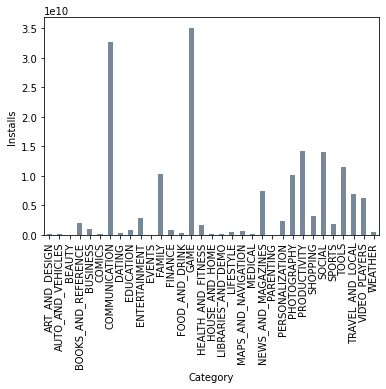 1e10
3.5
3.0
2.5
2.0
1.5
1.0
0.5
0.0
Installs
ART_AND_DESIGN
AUTO_AND_VEHICLES
BEAUTY
BOOKS_AND_REFERENCE
BUSINESS
COMICS
COMMUNICATION
DATING
EDUCATION
ENTERTAINMENT
EVENTS
FAMILY
FINANCE
FOOD_AND_DRINK
GAME
HEALTH_AND_FITNESS
HOUSE_AND_HOME
LIBRARIES_AND_DEMO
LIFESTYLE
MAPS_AND_NAVIGATION
MEDICAL
NEWS_AND_MAGAZINES
PARENTING
PERSONALIZATION
PHOTOGRAPHY
PRODUCTIVITY
SHOPPING
SOCIAL
SPORTS
TOOLS
TRAVEL_AND_LOCAL
VIDEO_PLAYERS
WEATHER
Category